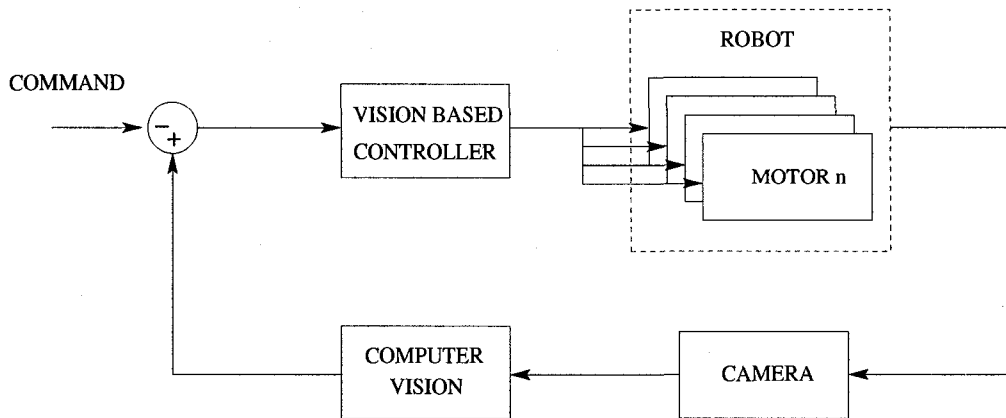 ROBOT
COMMAND
-
+
VISION BASED
CONTROLLER
MOTOR n
COMPUTER
VISION
CAMERA